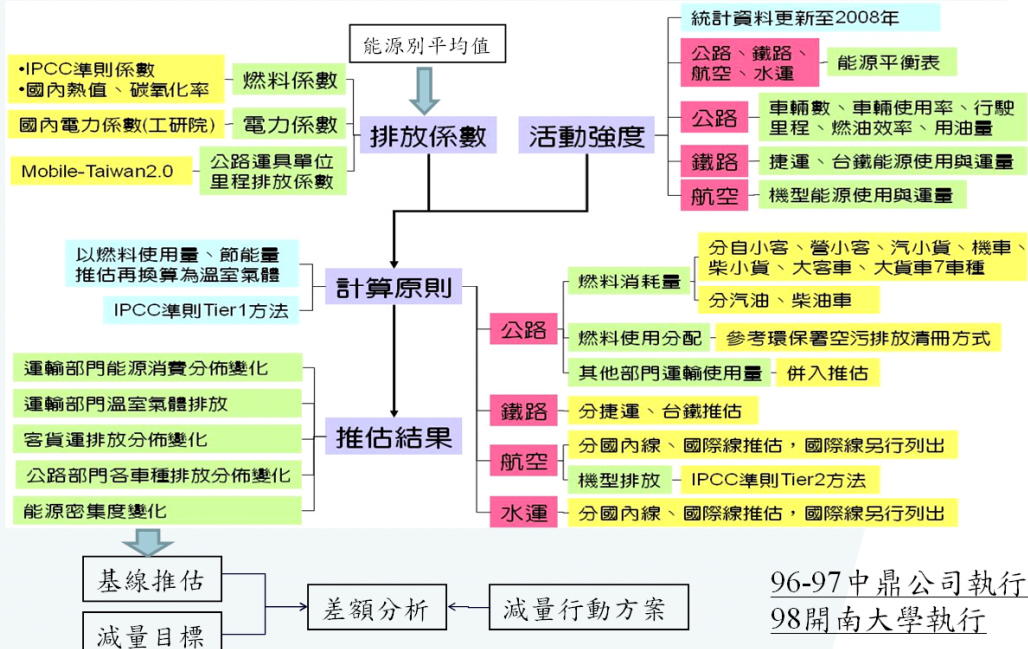 能源別平均值
•IPCC準則係數
•國內熱值、碳氧化率
燃料係數
國內電力係數(工研院)
電力係數
Mobile-Taiwan2.0
公路運具單位
里程排放係數
排放係數
活動強度
統計資料更新至2008年
公路、鐵路、
航空、水運
能源平衡表
公路
車輛數、車輛使用率、行駛
里程、燃油效率、用油量
鐵路
捷運、台鐵能源使用與運量
航空
機型能源使用與運量
以燃料使用量、節能量
推估再換算為溫室氣體
IPCC準則Tier1方法
計算原則
公路
燃料消耗量
分自小客、營小客、汽小貨、機車、
柴小貨、大客車、大貨車7車種
分汽油、柴油車
燃料使用分配
參考環保署空污排放清冊方式
其他部門運輸使用量
併入推估
鐵路
分捷運、台鐵推估
航空
分國內線、國際線推估，國際線另行列出
機型排放
IPCC準則Tier2方法
水運
分國內線、國際線推估，國際線另行列出
運輸部門能源消費分佈變化
運輸部門溫室氣體排放
客貨運排放分佈變化
公路部門各車種排放分佈變化
能源密集度變化
推估結果
基線推估
減量目標
差額分析
減量行動方案
96-97中鼎公司執行
98開南大學執行